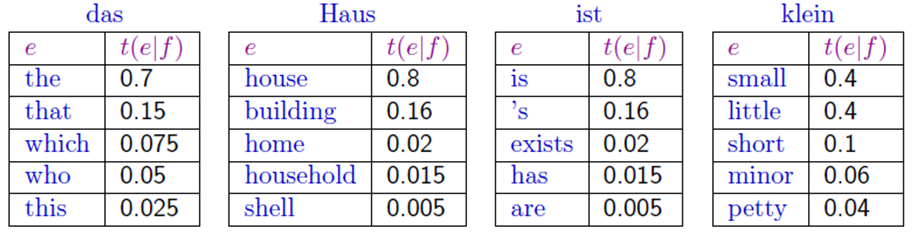 das Haus ist klein
e t(e|f) e t(e|f) e t(e|f) e t(e|f)
the 0.7 house 0.8 is 0.8 small 0.4
that 0.15 building 0.16 ’s 0.16 little 0.4
which 0.075 home 0.02 exists 0.02 short 0.1
who 0.05 household 0.015 has 0.015 minor 0.06
this 0.025 shell 0.005 are 0.005 petty 0.04